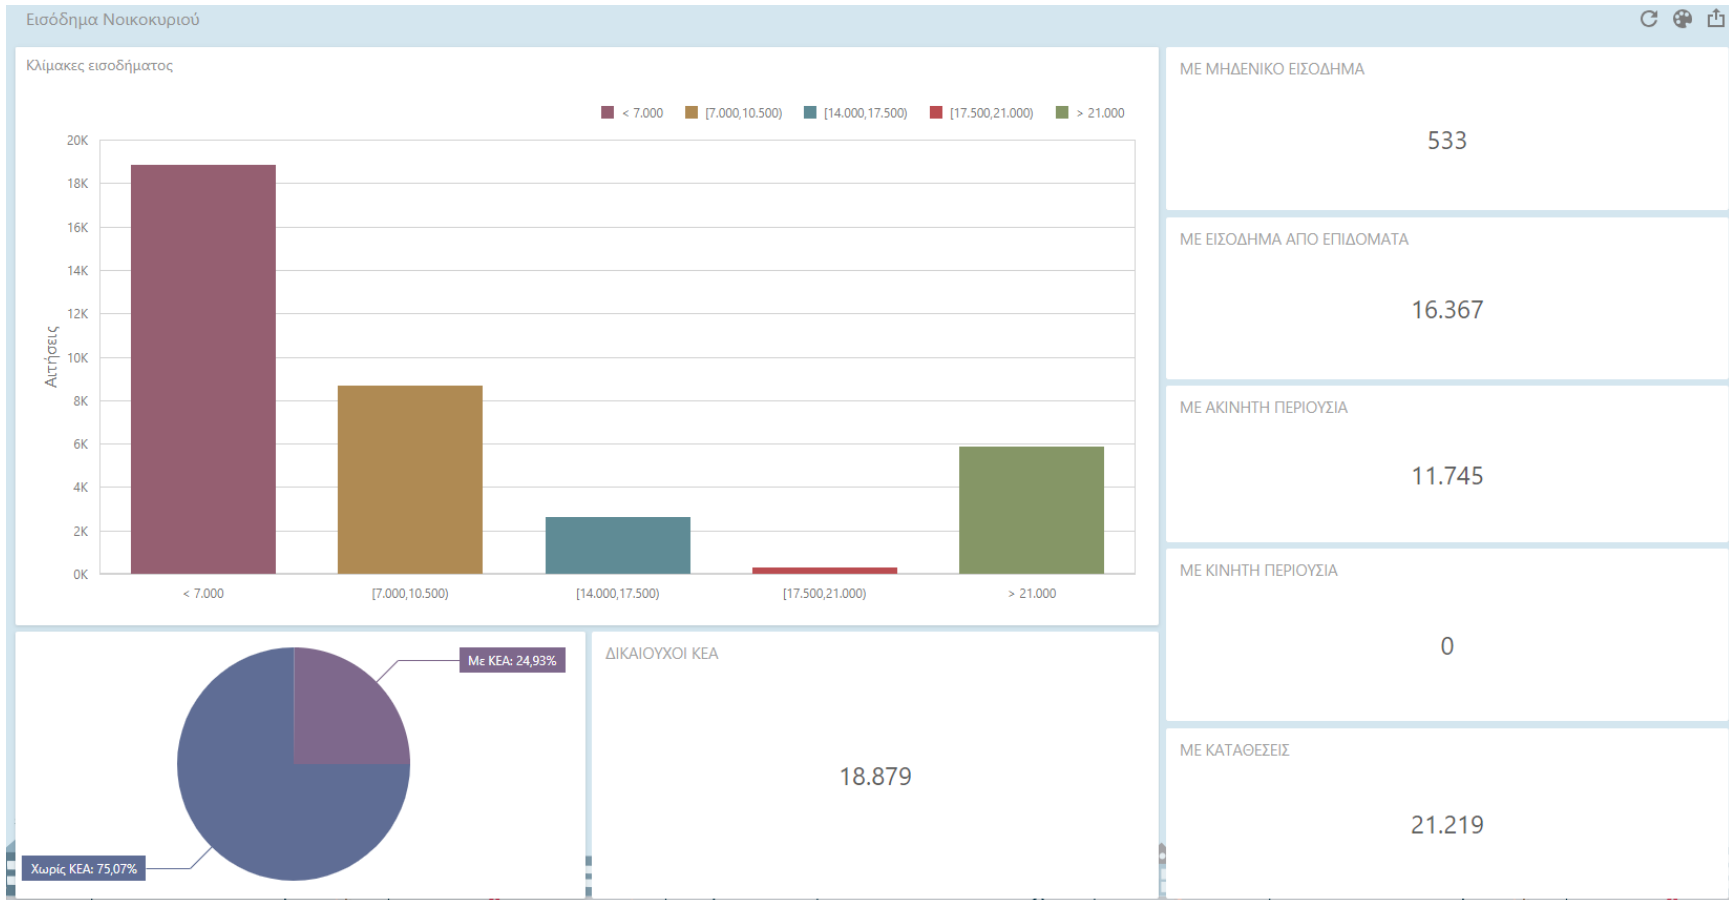 Εισόδημα Νοικοκυριού
Κλίμακες εισοδήματος
< 7.000
[7.000,10.500)
[14.000,17.500)
[17.500,21.000)
> 21.000
20K
18K
16K
14K
12K
10K
8K
6K
4K
2K
0K
Αιτήσεις
< 7.000
[7.000,10.500)
[14.000,17.500)
[17.500,21.000)
> 21.000
ΜΕ ΜΗΔΕΝΙΚΟ ΕΙΣΟΔΗΜΑ
533
ΜΕ ΕΙΣΟΔΗΜΑ ΑΠΟ ΕΠΙΔΟΜΑΤΑ
16.367
ΜΕ ΑΚΙΝΗΤΗ ΠΕΡΙΟΥΣΙΑ
11.745
ΜΕ ΚΙΝΗΤΗ ΠΕΡΙΟΥΣΙΑ
0
ΜΕ ΚΑΤΑΘΕΣΕΙΣ
21.219
Με ΚΕΑ: 24,93%
Χωρίς ΚΕΑ: 75,07%
ΔΙΚΑΙΟΥΧΟΙ ΚΕΑ
18.879